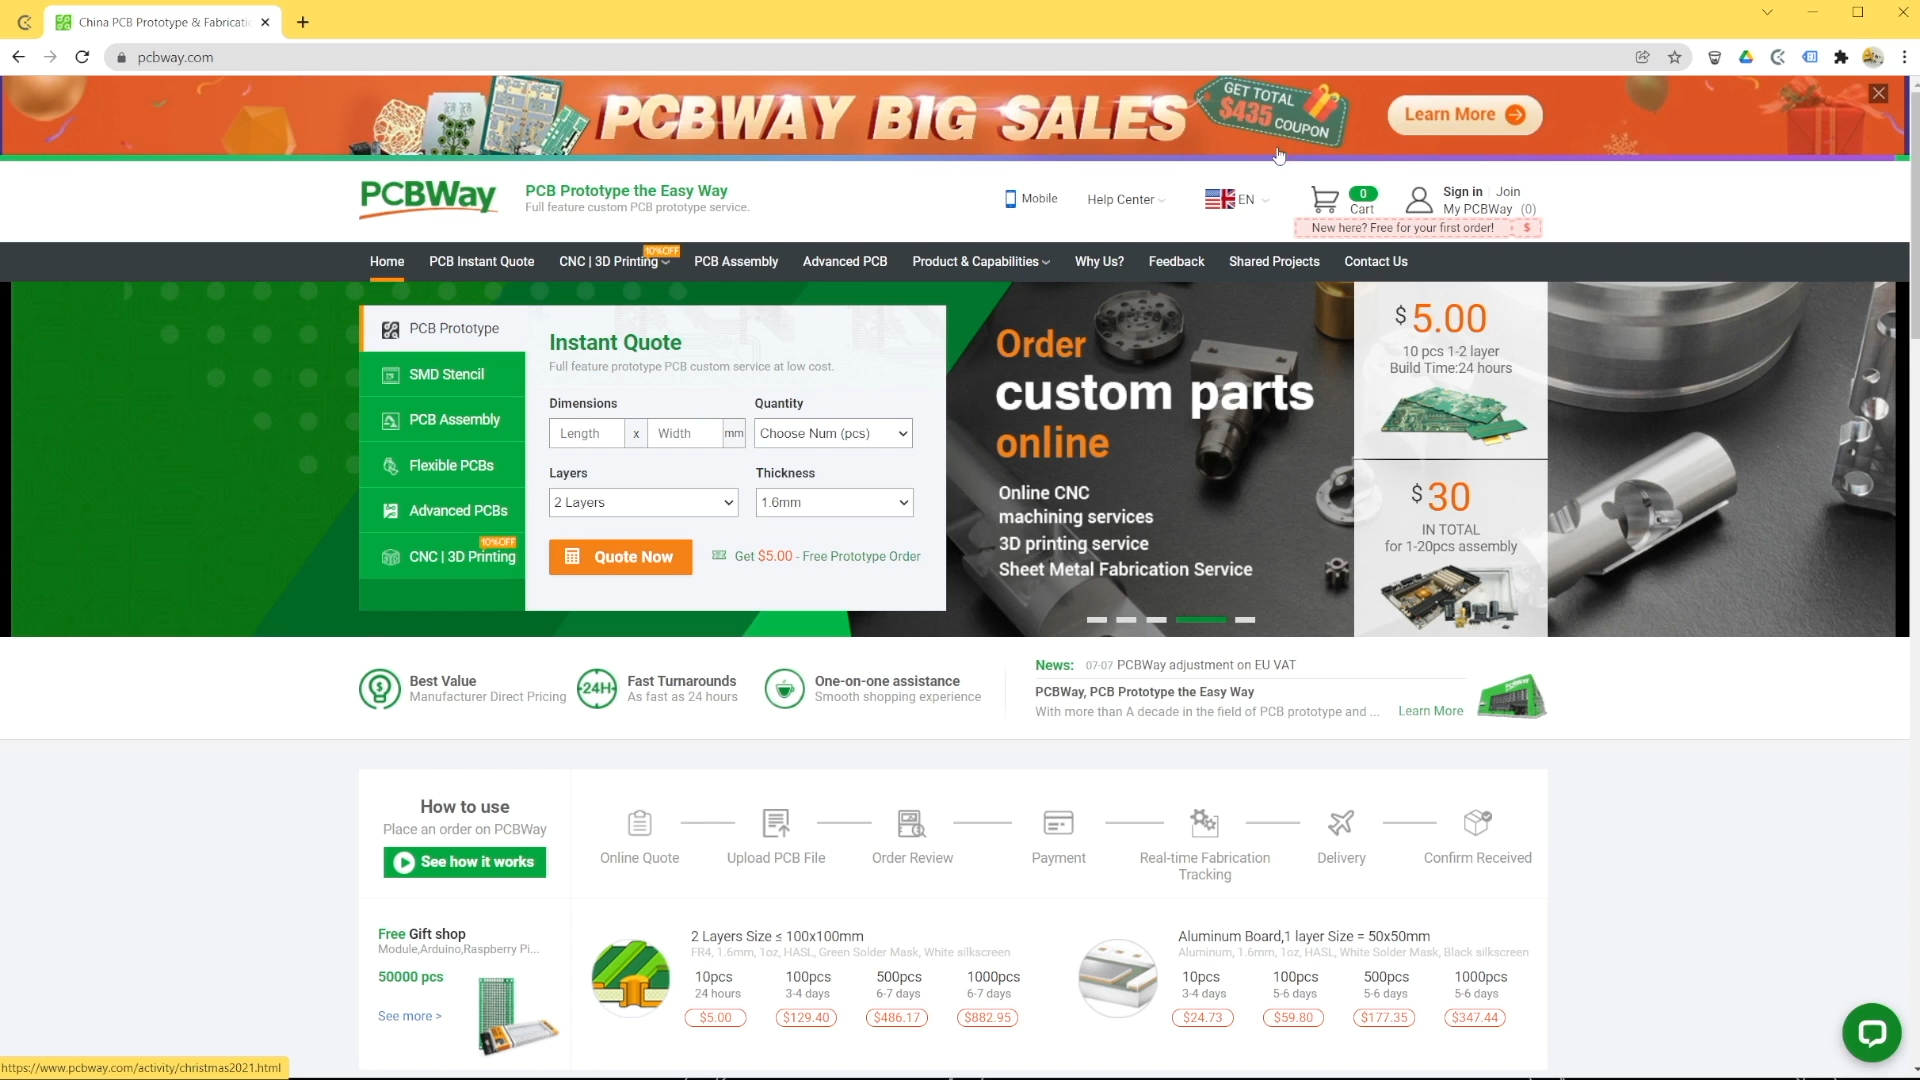 China PCB Prototype & Fabricatio
pcbway.com
PCBWAY BIG SALES
GET TOTAL
$435
COUPON
Learn More
PCBWay
PCB Prototype the Easy Way
Full feature custom PCB prototype service.
Mobile
Help Center
EN
0
Cart
Sign in
Join
My PCBWay (0)
New here? Free for your first order! $
10%OFF
Home
PCB Instant Quote
CNC | 3D Printing
PCB Assembly
Advanced PCB
Product & Capabilities
Why Us?
Feedback
Shared Projects
Contact Us
PCB Prototype
SMD Stencil
PCB Assembly
Flexible PCBs
Advanced PCBs
10%OFF
CNC | 3D Printing
Instant Quote
Full feature prototype PCB custom service at low cost.
Dimensions
Quantity
Length x Width mm
Choose Num (pcs)
Layers
Thickness
2 Layers
1.6mm
Quote Now
Get $5.00 - Free Prototype Order
Order
custom parts
online
Online CNC
machining services
3D printing service
Sheet Metal Fabrication Service
$ 5.00
10 pcs 1-2 layer
Build Time:24 hours
$ 30
IN TOTAL
for 1-20pcs assembly
Best Value
Manufacturer Direct Pricing
24H
Fast Turnarounds
As fast as 24 hours
One-on-one assistance
Smooth shopping experience
News: 07-07 PCBWay adjustment on EU VAT
PCBWay, PCB Prototype the Easy Way
With more than A decade in the field of PCB prototype and ... Learn More
How to use
Place an order on PCBWay
See how it works
Online Quote
Upload PCB File
Order Review
Payment
Real-time Fabrication
Tracking
Delivery
Confirm Received
Free Gift shop
Module,Arduino,Raspberry Pi...
50000 pcs
See more >
2 Layers Size ≤ 100x100mm
FR4, 1.6mm, 1oz, HASL, Green Solder Mask, White silkscreen
10pcs 100pcs 500pcs 1000pcs
24 hours 3-4 days 6-7 days 6-7 days
$5.00 $129.40 $486.17 $882.95
Aluminum Board,1 layer Size = 50x50mm
Aluminum, 1.6mm, 1oz, HASL, White Solder Mask, Black silkscreen
10pcs 100pcs 500pcs 1000pcs
3-4 days 5-6 days 5-6 days 5-6 days
$24.73 $59.80 $177.35 $347.44
https://www.pcbway.com/activity/christmas2021.html